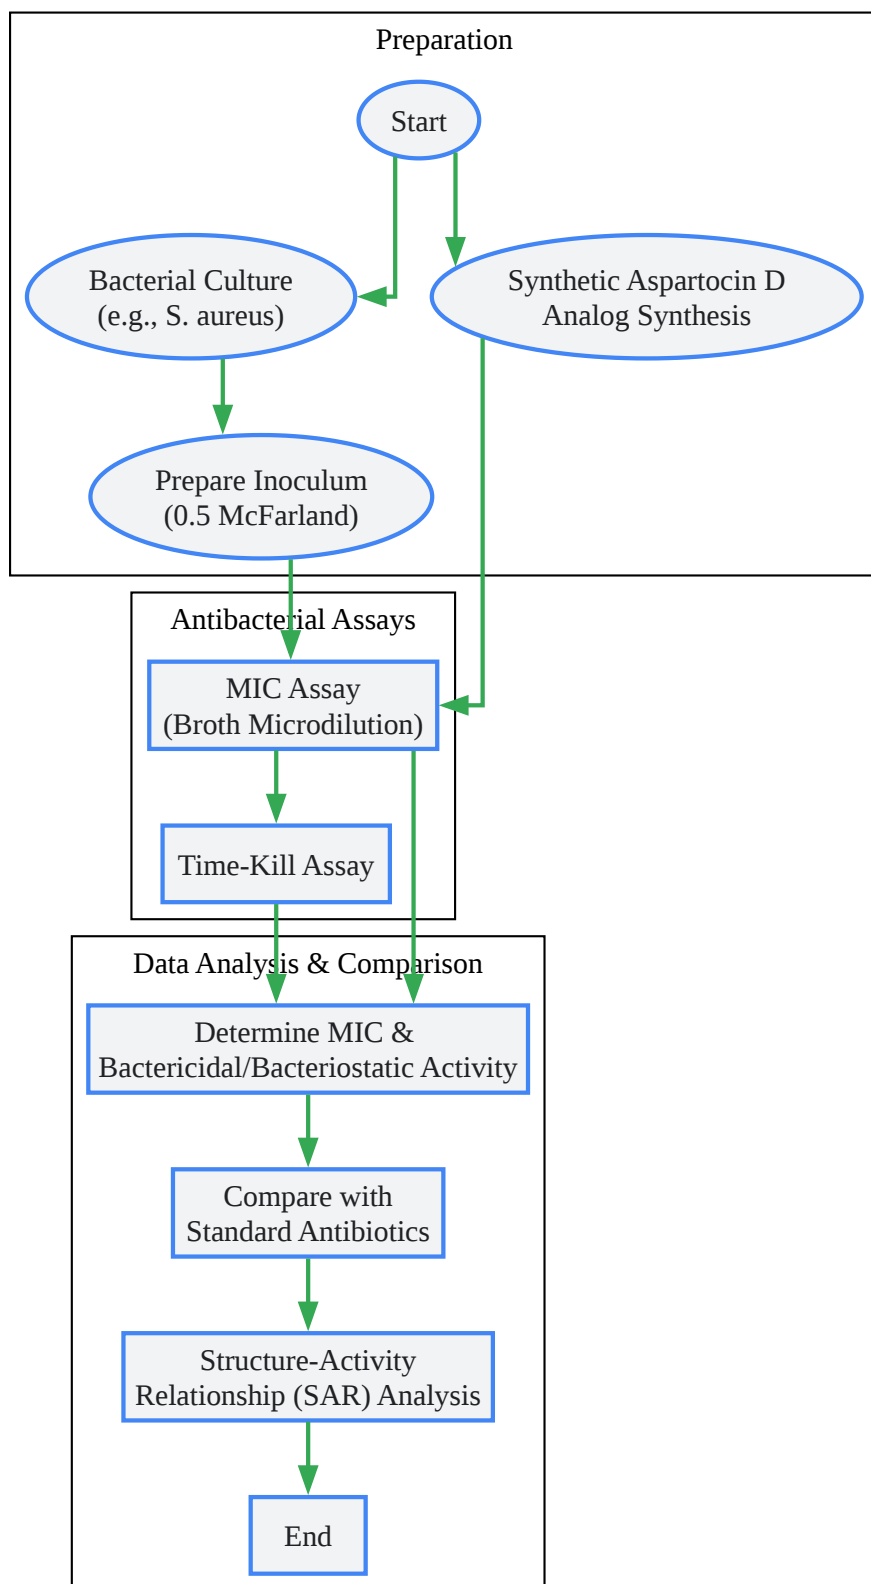 Preparation
Start
Bacterial Culture
(e.g., S. aureus)
Synthetic Aspartocin D
Analog Synthesis
Prepare Inoculum
(0.5 McFarland)
Antibacterial Assays
MIC Assay
(Broth Microdilution)
Time-Kill Assay
Data Analysis & Comparison
Determine MIC &
Bactericidal/Bacteriostatic Activity
Compare with
Standard Antibiotics
Structure-Activity
Relationship (SAR) Analysis
End